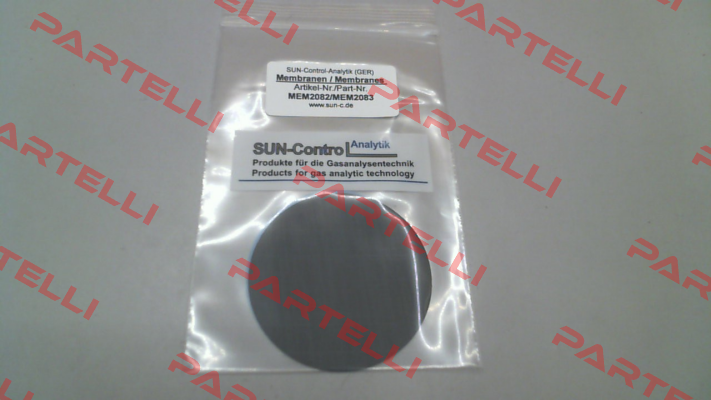 SUN-Control-Analytik (GER)
Membranen / Membranes
Artikel-Nr./Part-Nr.
MEM2082/MEM2083
www.sun-c.de
SUN-Control Analytik
Produkte für die Gasanalysentechnik
Products for gas analytic technology
PARTELLI
PARTELLI
PARTELLI
PARTELLI
PARTELLI
PARTELLI
PARTELLI
PARTELLI
PARTELLI